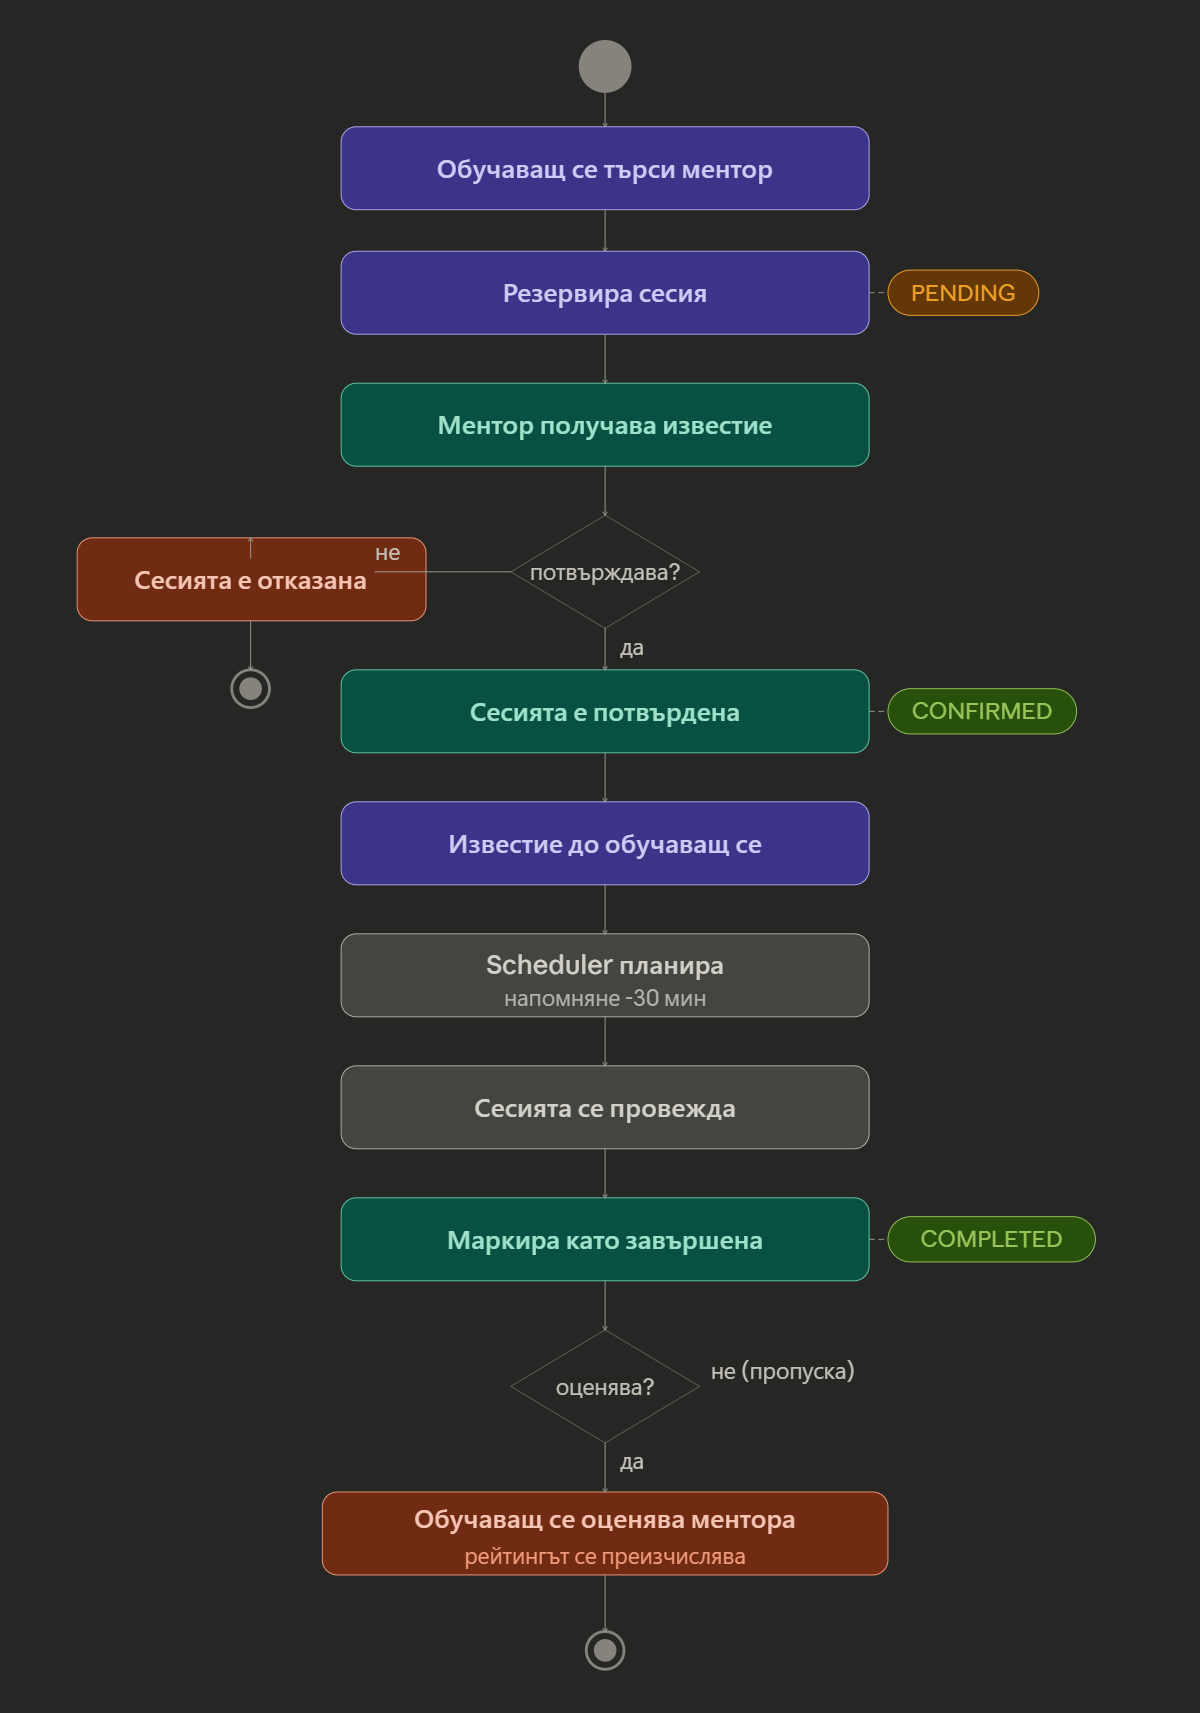 Обучаващ се търси ментор
Резервира сесия
PENDING
Ментор получава известие
потвърждава?
не
Сесията е отказана
да
Сесията е потвърдена
CONFIRMED
Известие до обучаващ се
Scheduler планира
напомняне -30 мин
Сесията се провежда
Маркира като завършена
COMPLETED
оценява?
не (пропуска)
да
Обучаващ се оценява ментора
рейтингът се преизчислява